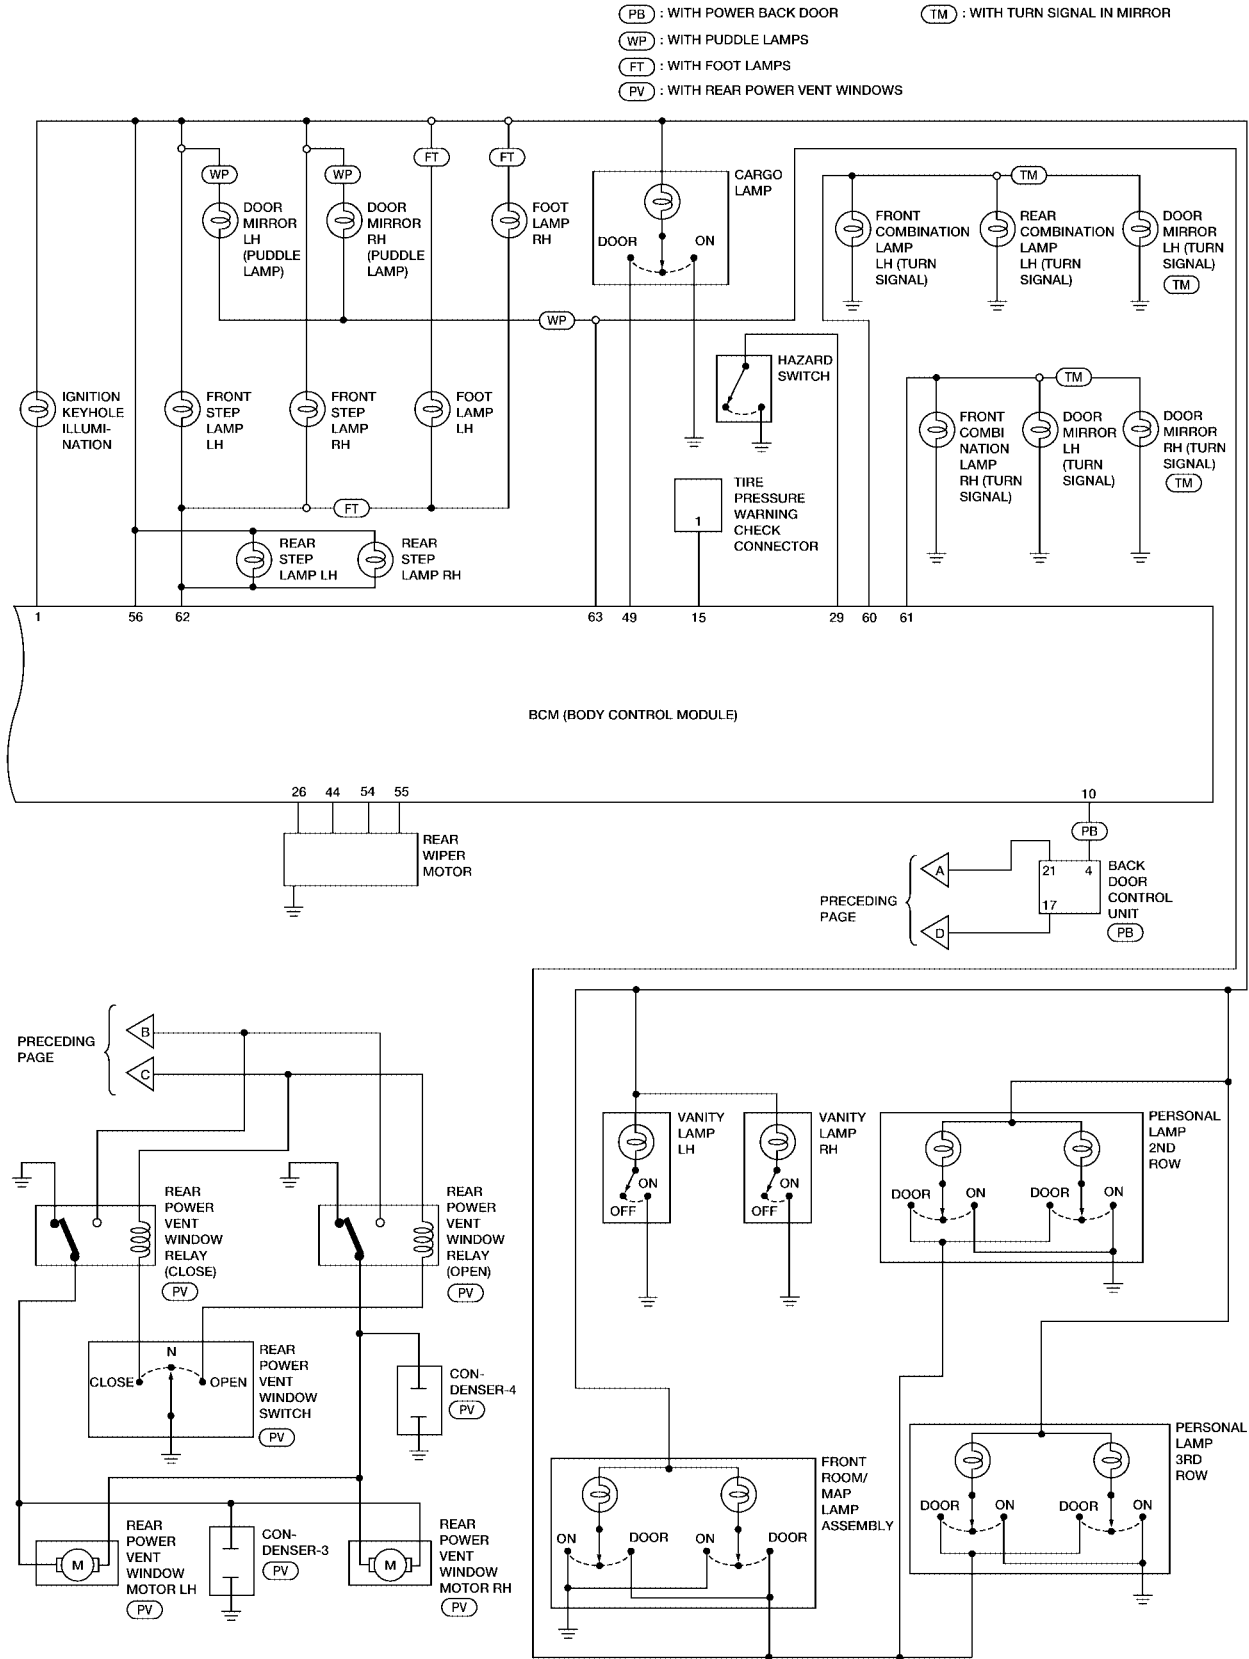 PB : WITH POWER BACK DOOR
TM : WITH TURN SIGNAL IN MIRROR
WP : WITH PUDDLE LAMPS
FT : WITH FOOT LAMPS
PV : WITH REAR POWER VENT WINDOWS
FT
FT
WP
WP
TM
CARGO
LAMP
DOOR
MIRROR
LH
(PUDDLE
LAMP)
DOOR
MIRROR
RH
(PUDDLE
LAMP)
FOOT
LAMP
RH
DOOR
ON
FRONT
COMBINATION
LAMP
LH (TURN
SIGNAL)
REAR
COMBINATION
LAMP
LH (TURN
SIGNAL)
DOOR
MIRROR
LH (TURN
SIGNAL)
TM
WP
HAZARD
SWITCH
TM
IGNITION
KEYHOLE
ILLUMI-
NATION
FRONT
STEP
LAMP
LH
FRONT
STEP
LAMP
RH
FOOT
LAMP
LH
FRONT
COMBI
NATION
LAMP
RH (TURN
SIGNAL)
DOOR
MIRROR
LH
(TURN
SIGNAL)
DOOR
MIRROR
RH (TURN
SIGNAL)
TM
FT
1
TIRE
PRESSURE
WARNING
CHECK
CONNECTOR
REAR
STEP
LAMP LH
REAR
STEP
LAMP RH
1 56 62 63 49 15 29 60 61
BCM (BODY CONTROL MODULE)
26 44 54 55 10
REAR
WIPER
MOTOR
PB
PRECEDING
PAGE
A
D
21 4
17
BACK
DOOR
CONTROL
UNIT
PB
PRECEDING
PAGE
B
C
REAR
POWER
VENT
WINDOW
RELAY
(CLOSE)
PV
REAR
POWER
VENT
WINDOW
RELAY
(OPEN)
PV
VANITY
LAMP
LH
ON
OFF
VANITY
LAMP
RH
ON
OFF
PERSONAL
LAMP
2ND
ROW
DOOR ON DOOR ON
N
CLOSE OPEN
REAR
POWER
VENT
WINDOW
SWITCH
PV
CON-
DENSER-4
PV
FRONT
ROOM/
MAP
LAMP
ASSEMBLY
ON DOOR ON DOOR
PERSONAL
LAMP
3RD
ROW
DOOR ON DOOR ON
M
REAR
POWER
VENT
WINDOW
MOTOR LH
PV
CON-
DENSER-3
PV
M
REAR
POWER
VENT
WINDOW
MOTOR RH
PV